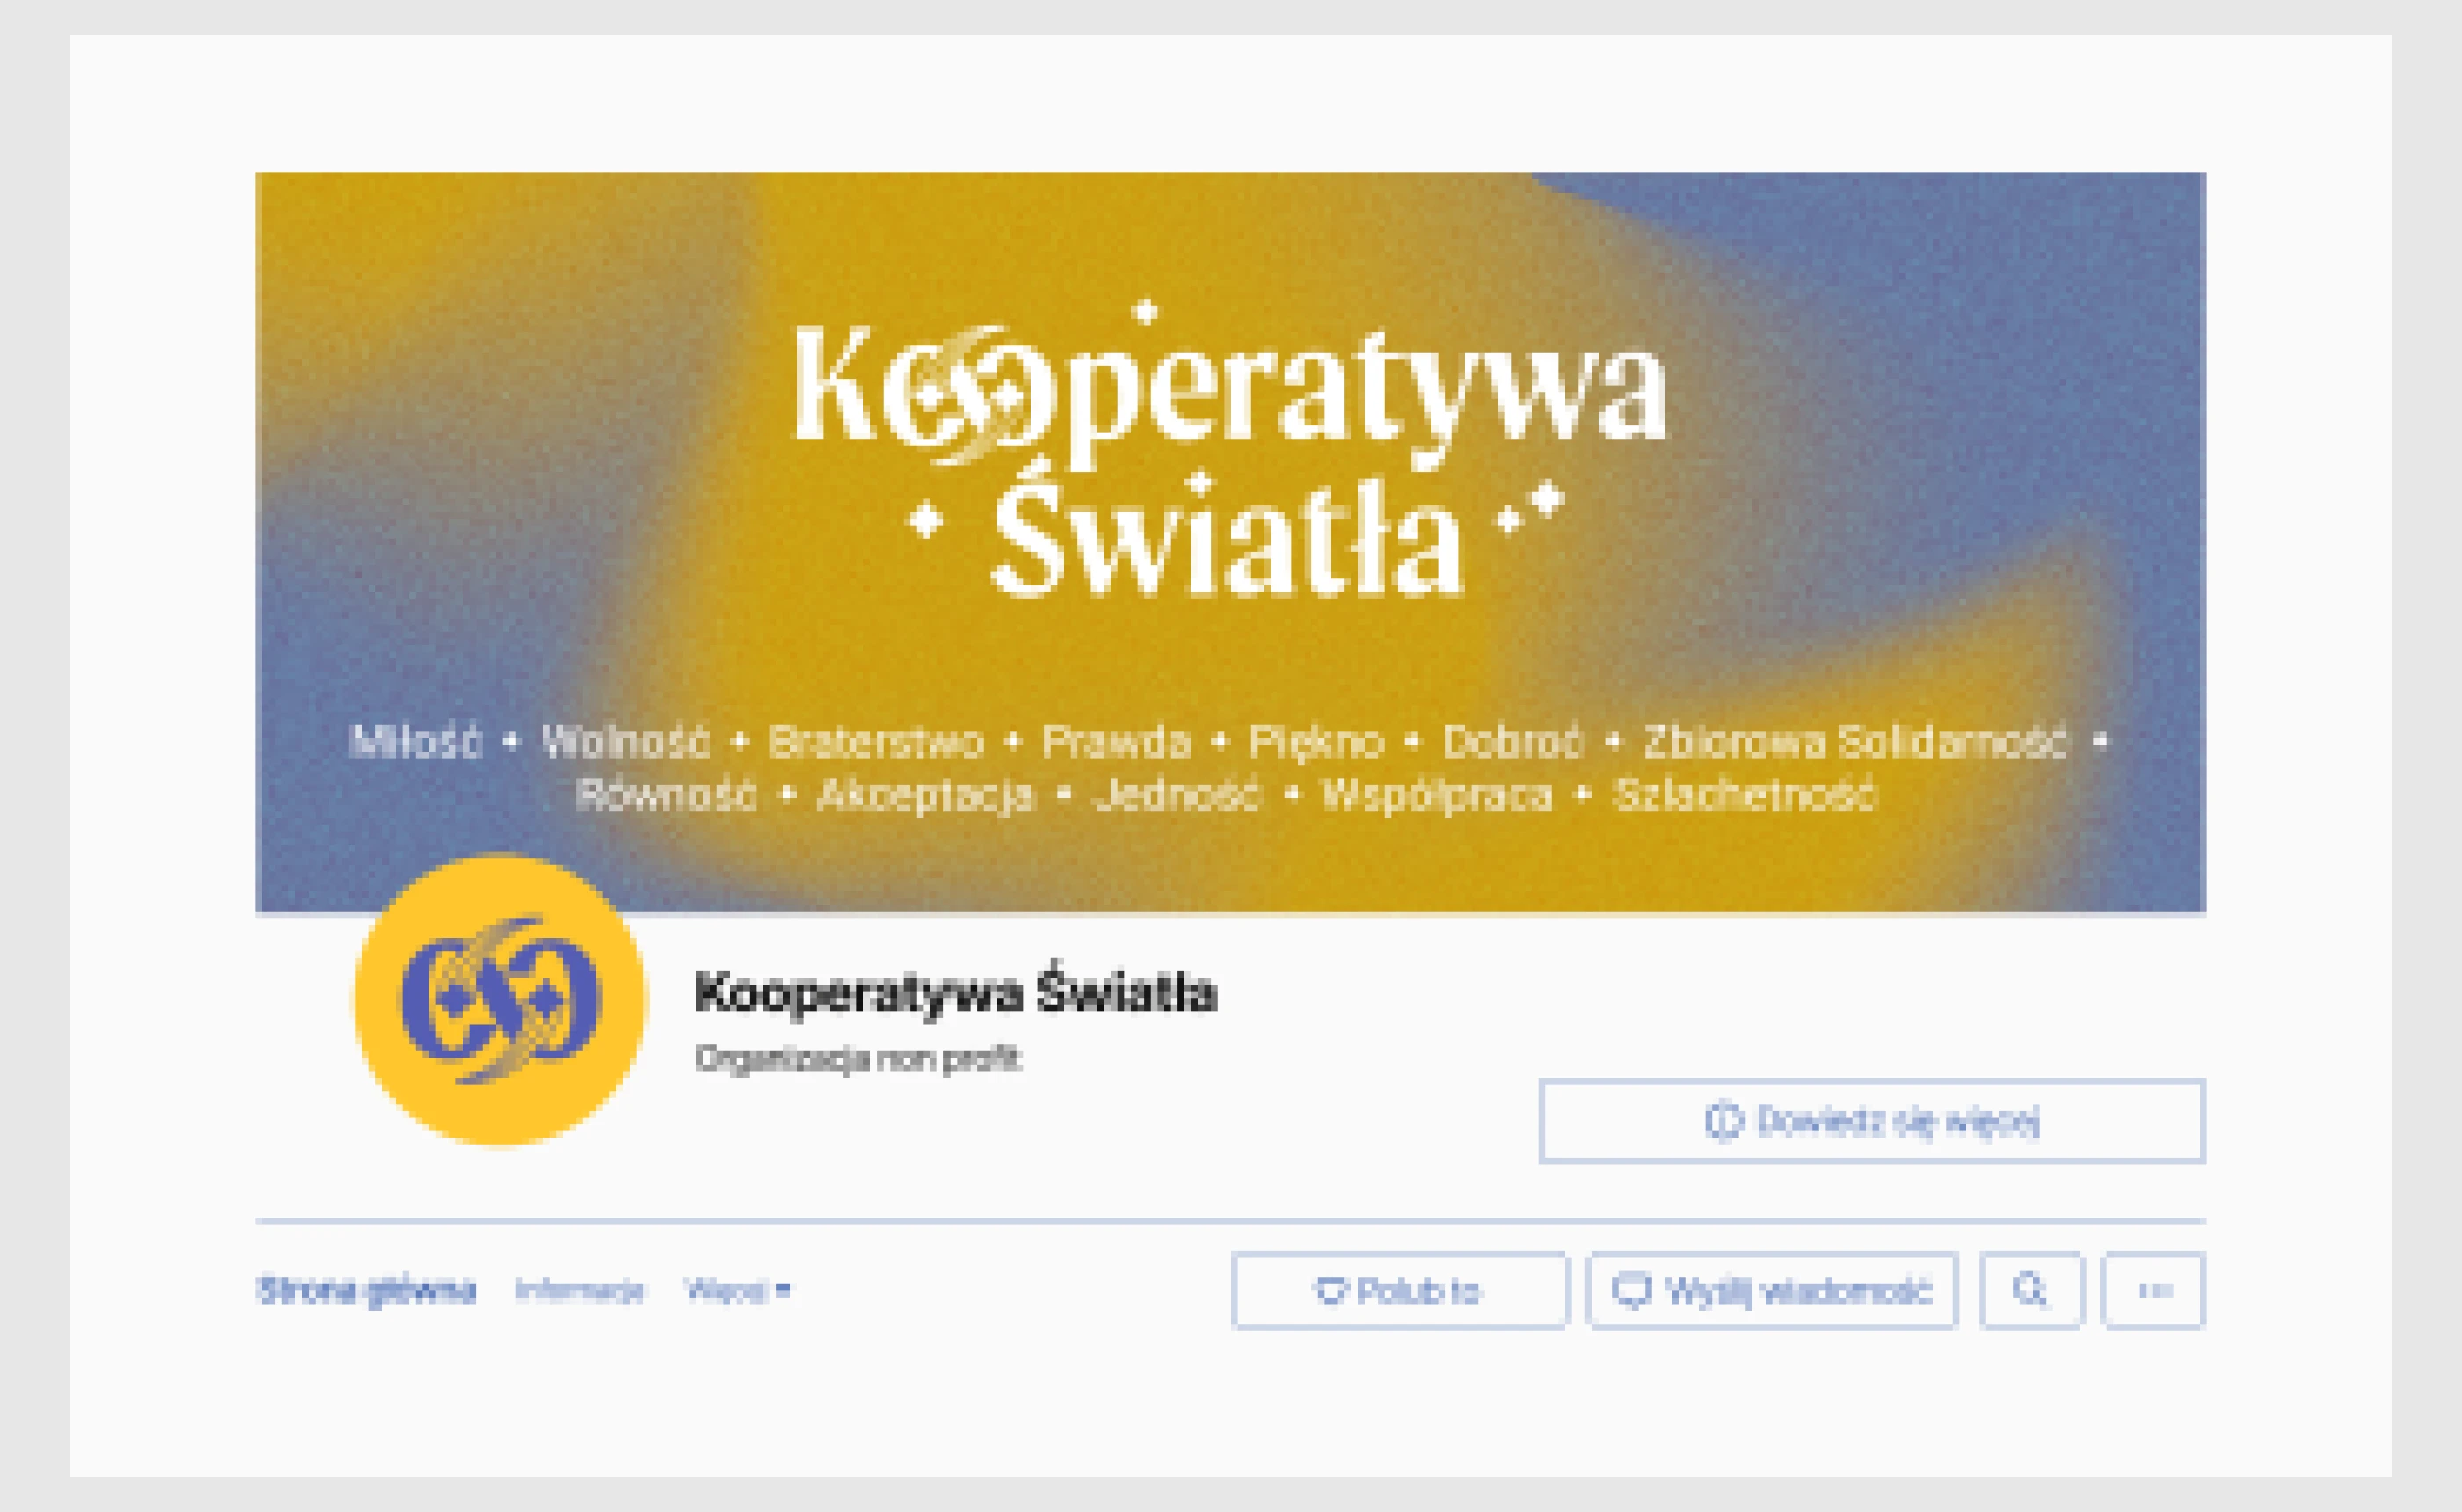 Kooperatywa
Światła
Miłość • Wolność • Braterstwo • Prawda • Piękno • Dobroć • Zbiorowa Solidarność •
Równość • Akceptacja • Jedność • Współpraca • Szlachetność
Kooperatywa Światła
Organizacja non profit
Dowiedz się więcej
Strona główna Informacje Więcej
Polub to
Wyślij wiadomość